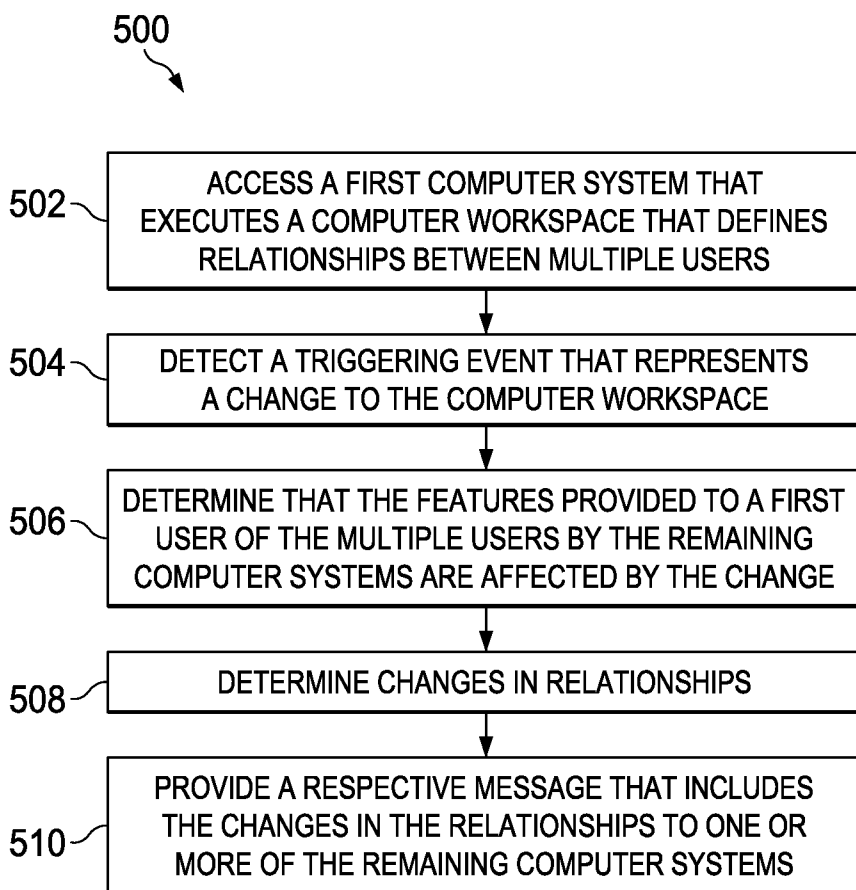 500
502
ACCESS A FIRST COMPUTER SYSTEM THAT
EXECUTES A COMPUTER WORKSPACE THAT DEFINES
RELATIONSHIPS BETWEEN MULTIPLE USERS
504
DETECT A TRIGGERING EVENT THAT REPRESENTS
A CHANGE TO THE COMPUTER WORKSPACE
506
DETERMINE THAT THE FEATURES PROVIDED TO A FIRST
USER OF THE MULTIPLE USERS BY THE REMAINING
COMPUTER SYSTEMS ARE AFFECTED BY THE CHANGE
508
DETERMINE CHANGES IN RELATIONSHIPS
510
PROVIDE A RESPECTIVE MESSAGE THAT INCLUDES
THE CHANGES IN THE RELATIONSHIPS TO ONE OR
MORE OF THE REMAINING COMPUTER SYSTEMS